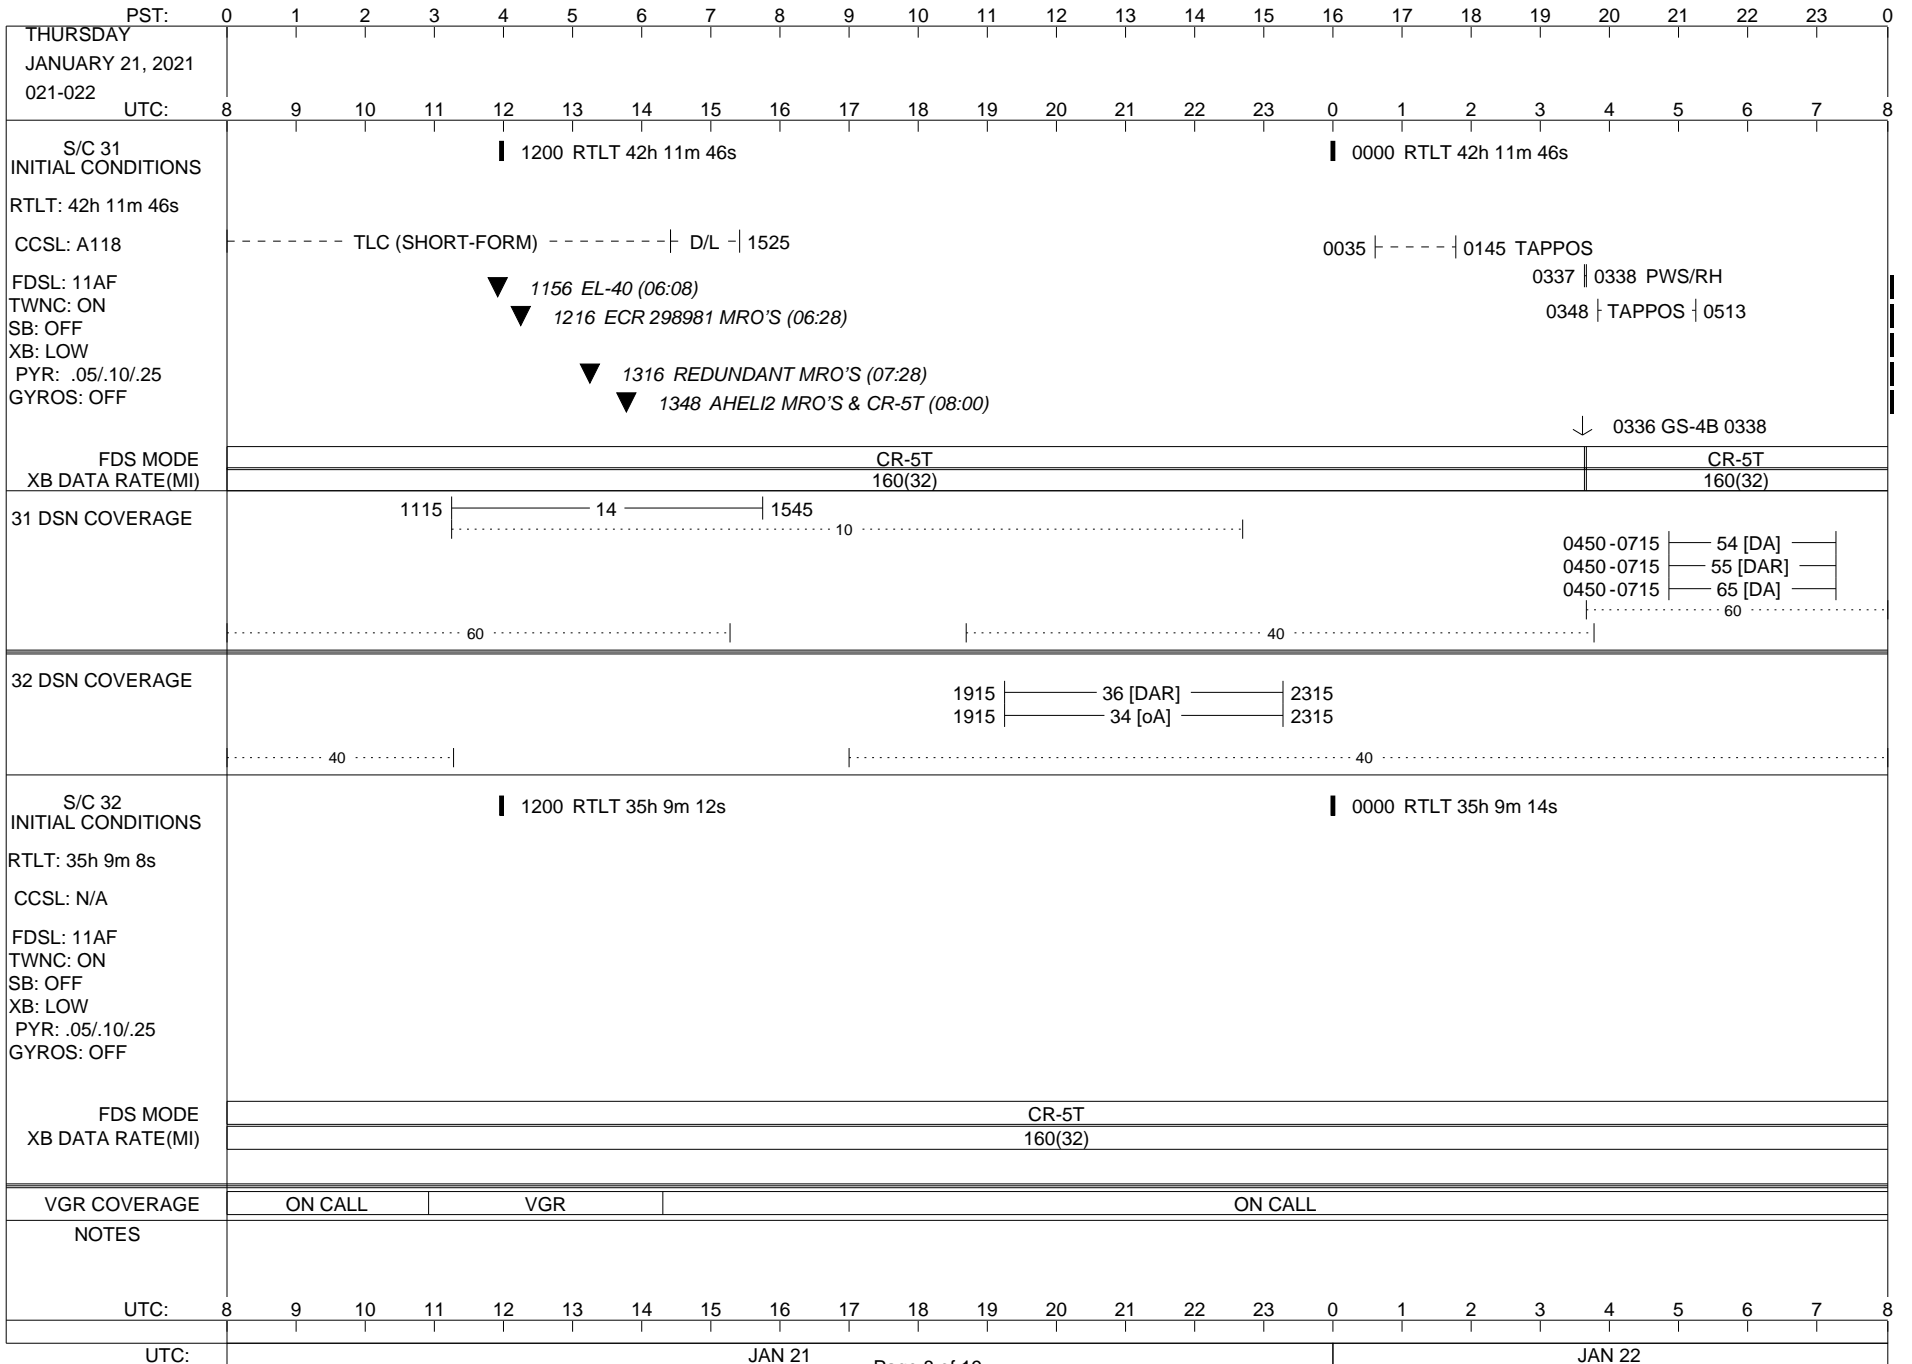 PST: 0 1 2 3 4 5 6 7 8 9 10 11 12 13 14 15 16 17 18 19 20 21 22 23 0
THURSDAY
JANUARY 21, 2021
021-022
UTC: 8 9 10 11 12 13 14 15 16 17 18 19 20 21 22 23 0 1 2 3 4 5 6 7 8
S/C 31
INITIAL CONDITIONS
1200 RTLT 42h 11m 46s
0000 RTLT 42h 11m 46s
RTLT: 42h 11m 46s
CCSL: A118
TLC (SHORT-FORM) D/L 1525
0035 0145 TAPPOS
FDSL: 11AF
TWNC: ON
SB: OFF
XB: LOW
PYR: .05/.10/.25
GYROS: OFF
0337 0338 PWS/RH
1156 EL-40 (06:08)
0348 TAPPOS 0513
1216 ECR 298981 MRO'S (06:28)
1316 REDUNDANT MRO'S (07:28)
1348 AHELI2 MRO'S & CR-5T (08:00)
0336 GS-4B 0338
FDS MODE CR-5T CR-5T
XB DATA RATE(MI) 160(32) 160(32)
31 DSN COVERAGE
1115 14 1545
10
0450-0715 54 [DA]
0450-0715 55 [DAR]
0450-0715 65 [DA]
60
60 40
32 DSN COVERAGE
1915 36 [DAR] 2315
1915 34 [oA] 2315
40 40
S/C 32
INITIAL CONDITIONS
1200 RTLT 35h 9m 12s
0000 RTLT 35h 9m 14s
RTLT: 35h 9m 8s
CCSL: N/A
FDSL: 11AF
TWNC: ON
SB: OFF
XB: LOW
PYR: .05/.10/.25
GYROS: OFF
FDS MODE CR-5T
XB DATA RATE(MI) 160(32)
VGR COVERAGE ON CALL VGR ON CALL
NOTES
UTC: 8 9 10 11 12 13 14 15 16 17 18 19 20 21 22 23 0 1 2 3 4 5 6 7 8
UTC: JAN 21 JAN 22